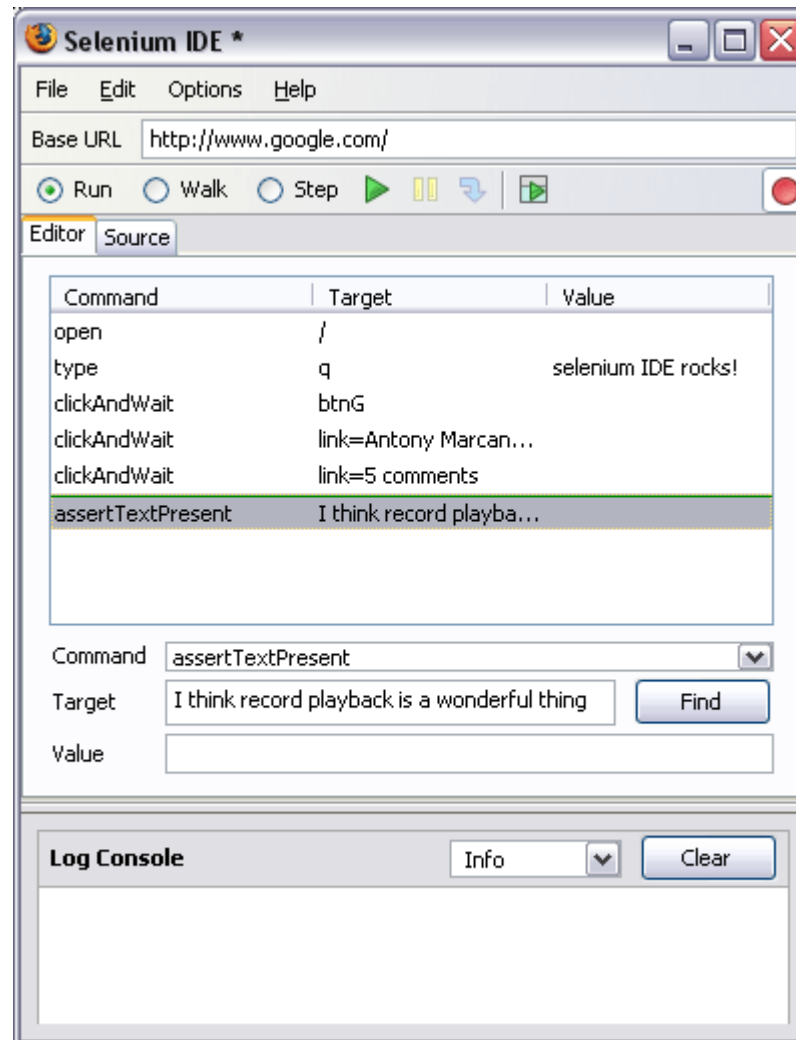 Selenium IDE *
File Edit Options Help
Base URL http://www.google.com/
Run Walk Step
Editor Source
Command Target Value
open /
type q selenium IDE rocks!
clickAndWait btnG
clickAndWait link=Antony Marcan...
clickAndWait link=5 comments
assertTextPresent I think record playba...
Command assertTextPresent
Target I think record playback is a wonderful thing Find
Value
Log Console Info Clear